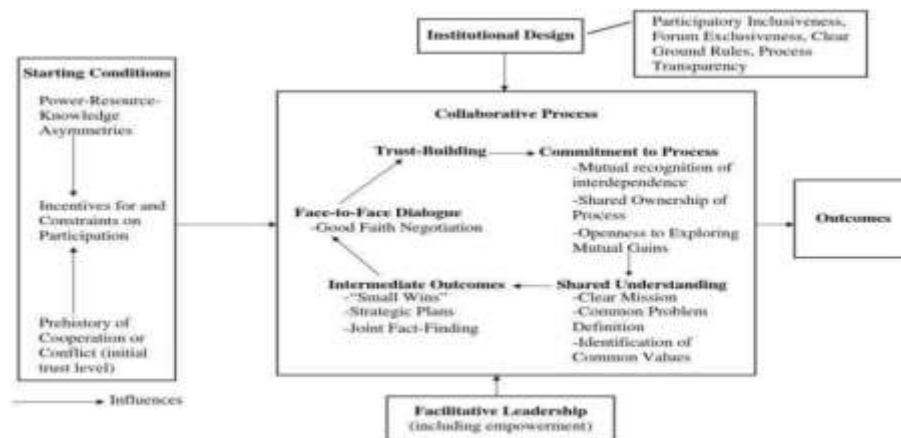 Institutional Design
Participatory Inclusiveness,
Forum Exclusiveness, Clear
Ground Rules, Process
Transparency
Starting Conditions
Power-Resource-
Knowledge
Asymmetries
Incentives for and
Constraints on
Participation
Prehistory of
Cooperation or
Conflict (initial
trust level)
Influences
Collaborative Process
Trust-Building
Commitment to Process
-Mutual recognition of
interdependence
-Shared Ownership of
Process
-Openness to Exploring
Mutual Gains
Face-to-Face Dialogue
-Good Faith Negotiation
Intermediate Outcomes
-"Small Wins"
-Strategic Plans
-Joint Fact-Finding
Shared Understanding
-Clear Mission
-Common Problem
Definition
-Identification of
Common Values
Outcomes
Facilitative Leadership
(including empowerment)